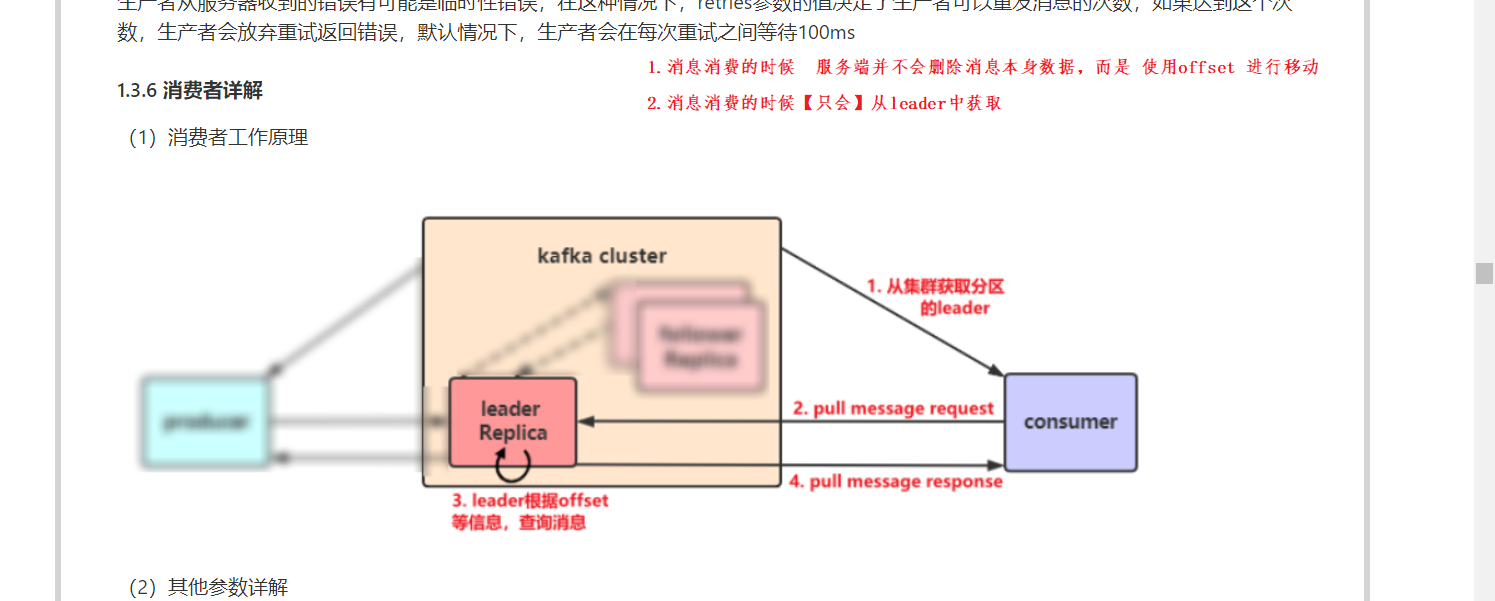 生产者从服务器收到的错误有可能是临时性错误，在这种情况下，retries参数的值决定了生产者可以重发消息的次数，如果达到这个次
数，生产者会放弃重试返回错误，默认情况下，生产者会在每次重试之间等待100ms
1. 消息消费的时候 服务端并不会删除消息本身数据，而是 使用offset 进行移动
1.3.6 消费者详解
2. 消息消费的时候【只会】从leader中获取
（1）消费者工作原理
kafka cluster
1. 从集群获取分区
的leader
follower
Replica
producer
leader
Replica
2. pull message request
consumer
4. pull message response
3. leader根据offset
等信息，查询消息
（2）其他参数详解